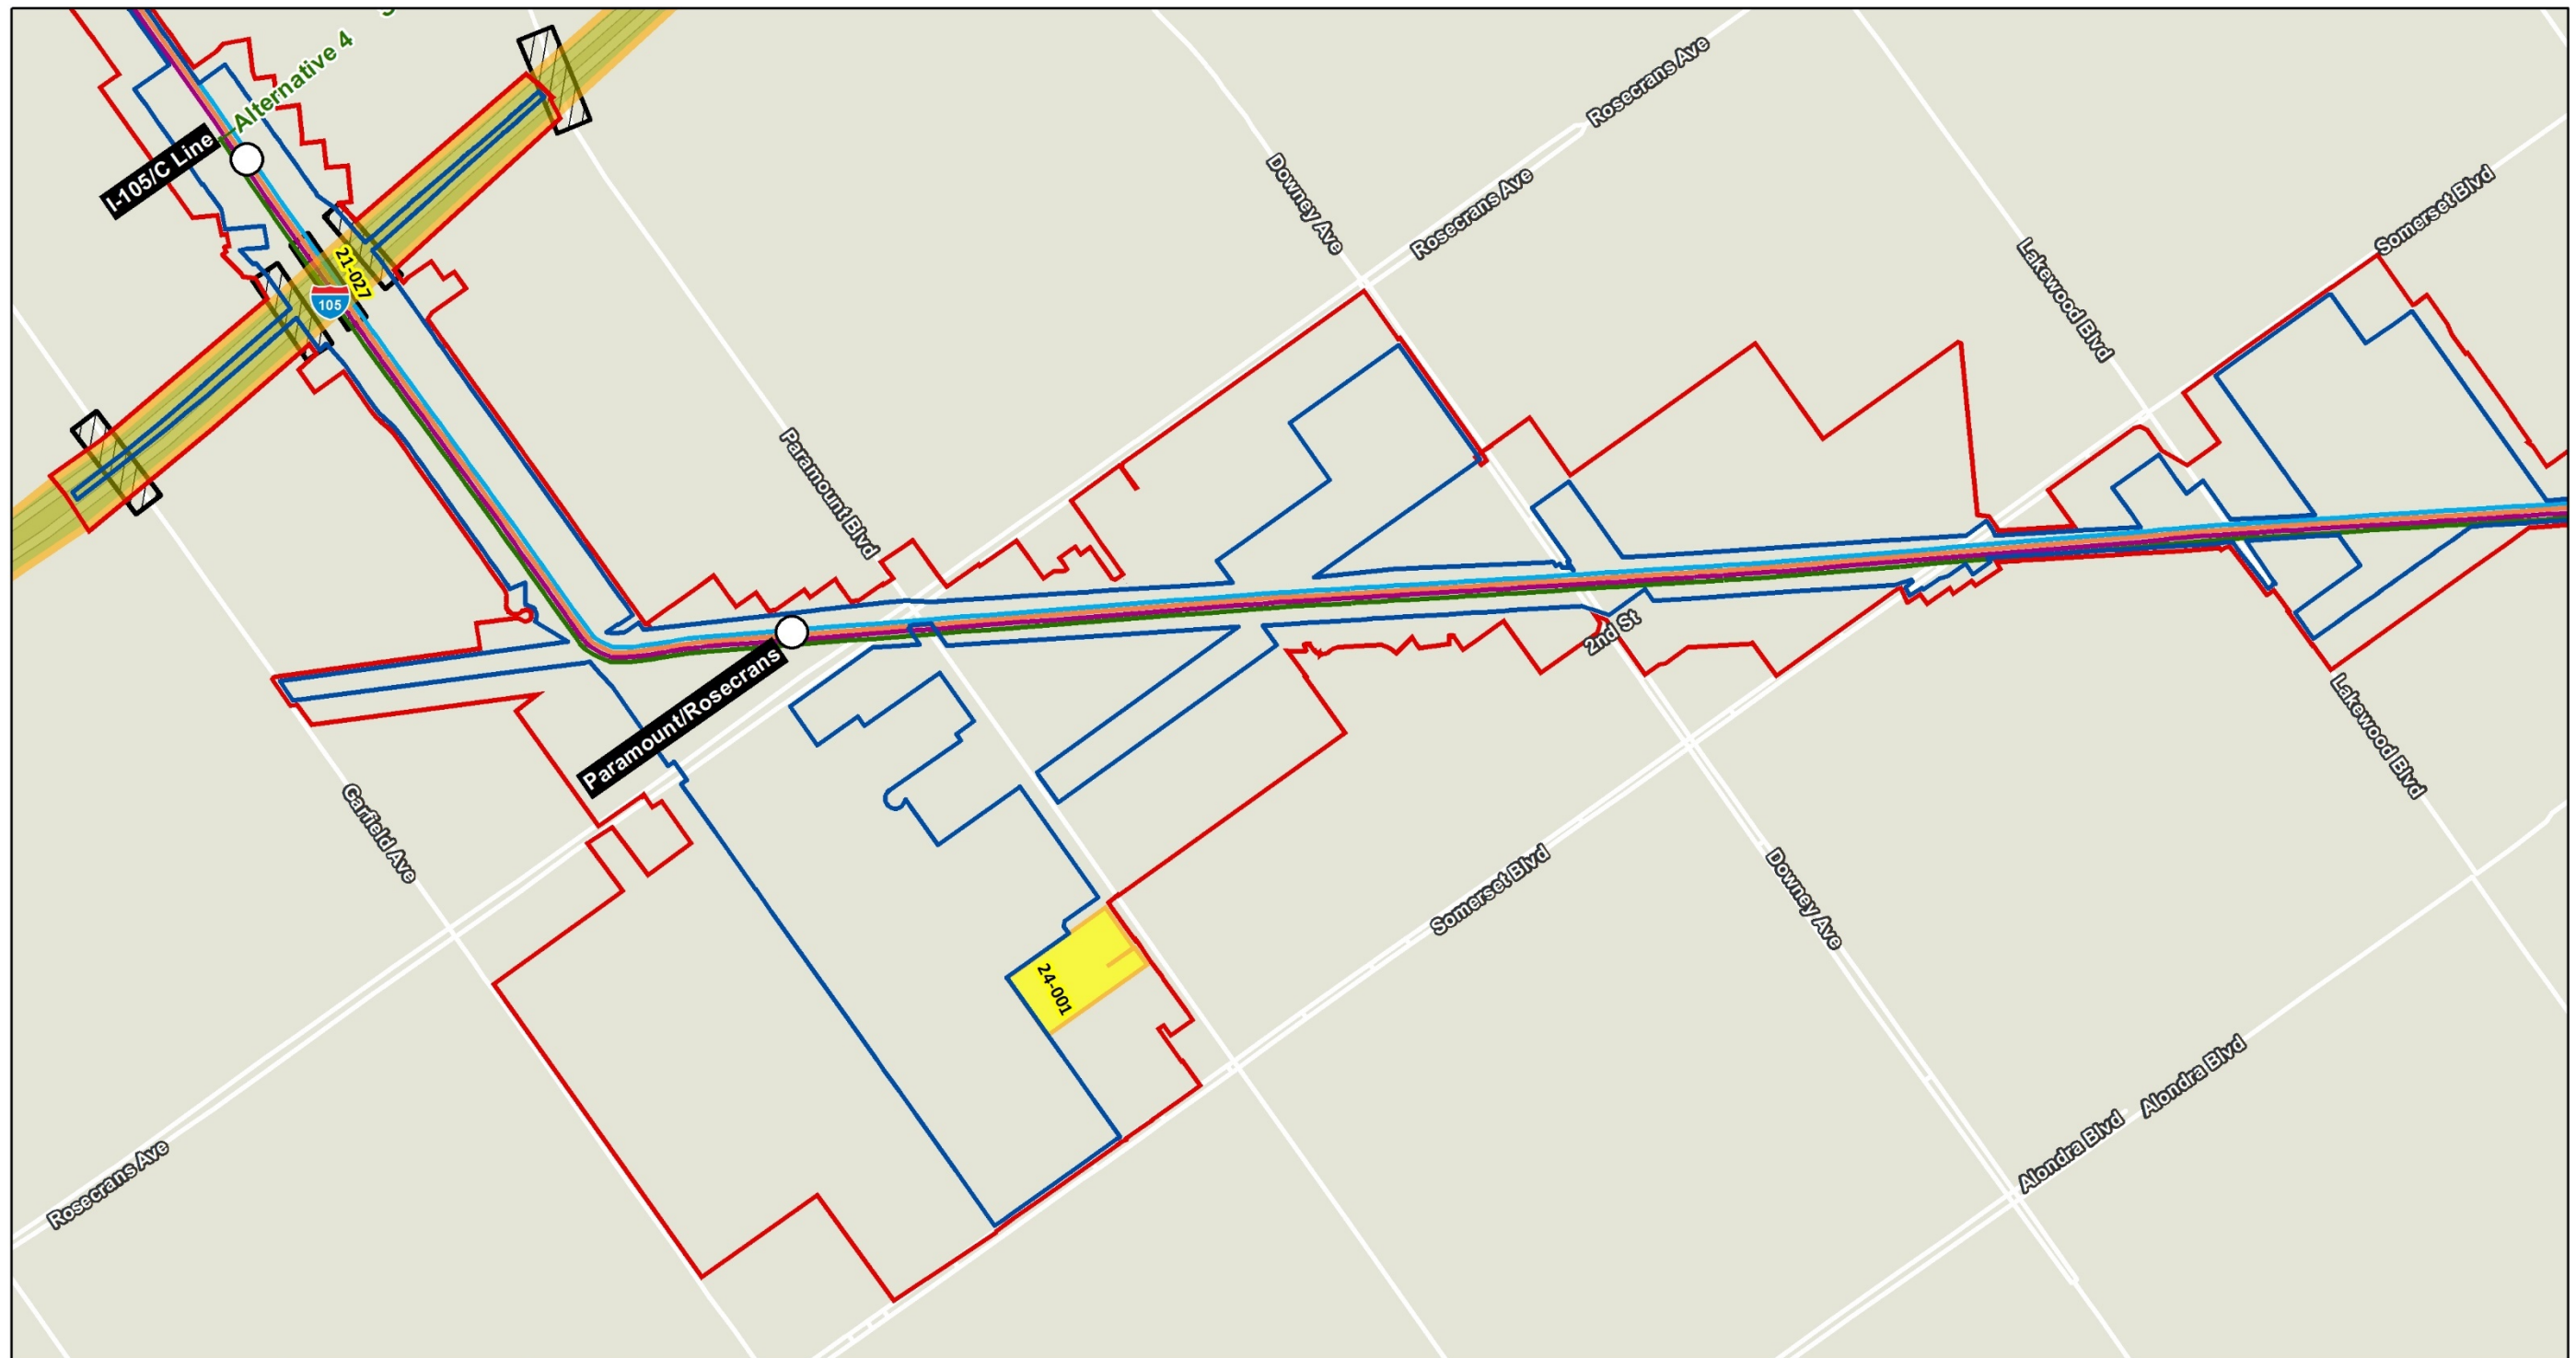 Alternative 4
Rosecrans Ave
Downey Ave
Rosecrans Ave
I-105/C Line
Somerset Blvd
Lakewood Blvd
21-027
105
Paramount Blvd
2nd St
Paramount/Rosecrans
Lakewood Blvd
Garfield Ave
Somerset Blvd
Downey Ave
24-001
Alondra Blvd
Alondra Blvd
Rosecrans Ave